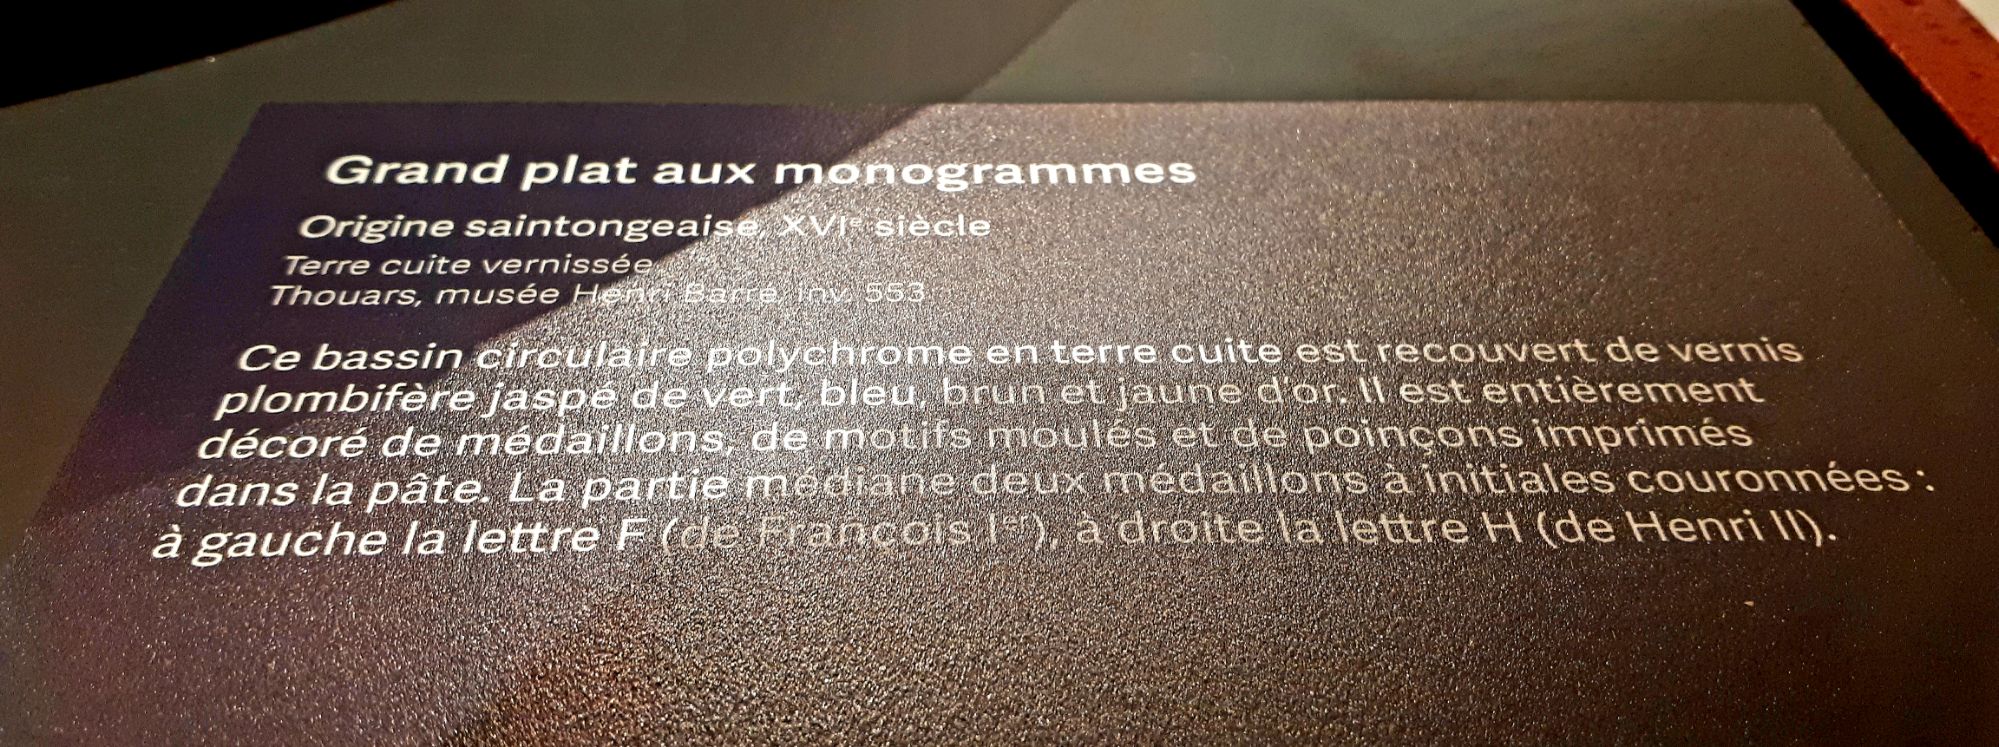 Grand plat aux monogrammes
Origine saintongeaise, XVIe siècle
Terre cuite vernissée
Thouars, musée Henri Barré, inv. 553
Ce bassin circulaire polychrome en terre cuite est recouvert de vernis
plombifère jaspé de vert, bleu, brun et jaune d'or. Il est entièrement
décoré de médaillons, de motifs moulés et de poinçons imprimés
dans la pâte. La partie médiane deux médaillons à initiales couronnées :
à gauche la lettre F (de François Ier), à droite la lettre H (de Henri II).